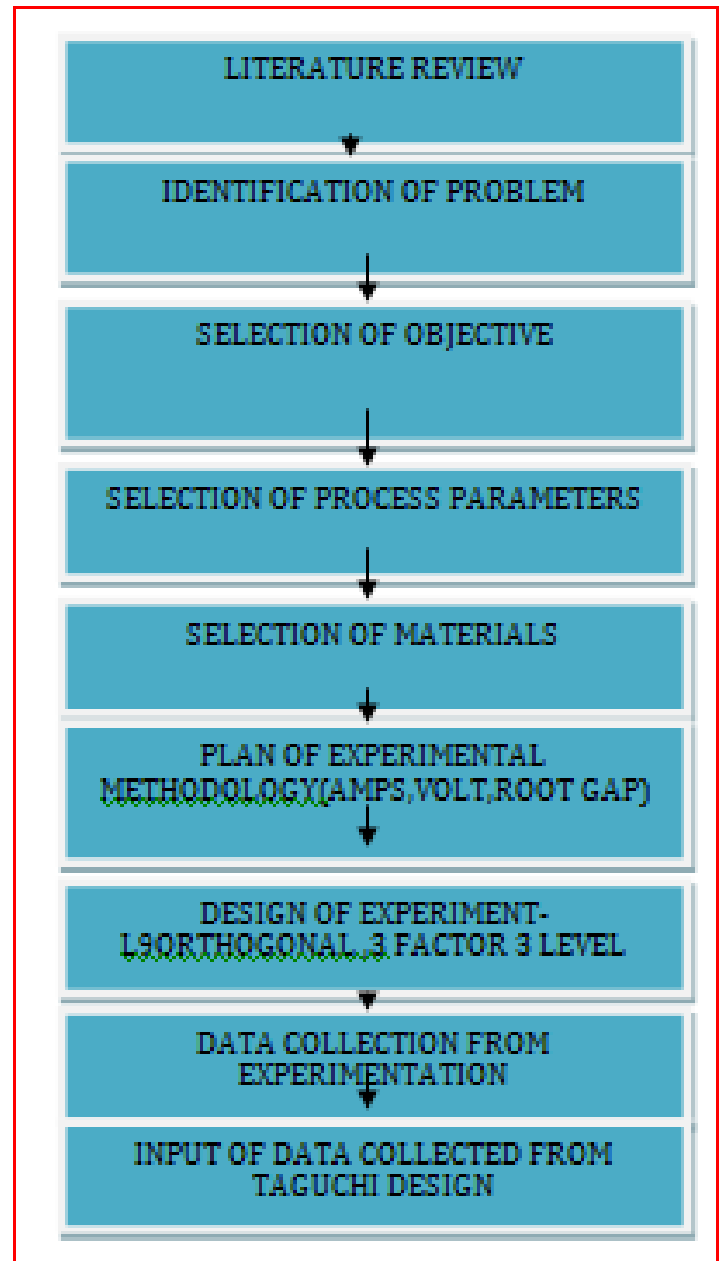 LITERATURE REVIEW
IDENTIFICATION OF PROBLEM
SELECTION OF OBJECTIVE
SELECTION OF PROCESS PARAMETERS
SELECTION OF MATERIALS
PLAN OF EXPERIMENTAL
METHODOLOGY(AMPS,VOLT,ROOT GAP)
DESIGN OF EXPERIMENT-
L9ORTHOGONAL ,3 FACTOR 3 LEVEL
DATA COLLECTION FROM
EXPERIMENTATION
INPUT OF DATA COLLECTED FROM
TAGUCHI DESIGN